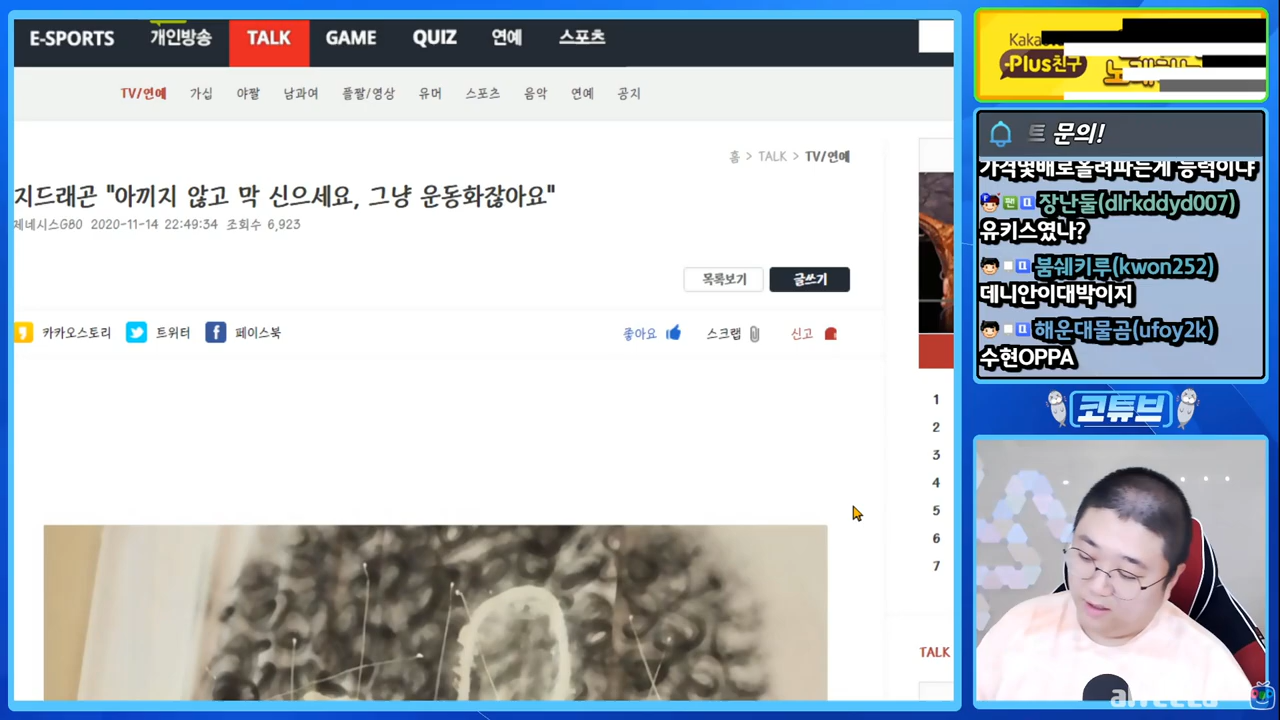 E-SPORTS 개인방송 TALK GAME QUIZ 연예 스포츠
TV/연예 가십 야짤 남과여 플짤/영상 유머 스포츠 음악 연예 공지
홈 > TALK > TV/연예
지드래곤 "아끼지 않고 막 신으세요, 그냥 운동화잖아요"
제네시스G80 2020-11-14 22:49:34 조회수 6,923
목록보기 글쓰기
카카오스토리 트위터 페이스북 좋아요 스크랩 신고
1
2
3
4
5
6
7
TALK
Plus친구
트 문의!
가격몇배로올려파는게 능력이냐
팬 장난둘(dlrkddyd007)
유키스였나?
붐쉐키루(kwon252)
데니안이대박이지
해운대물곰(ufoy2k)
수현OPPA
코튜브